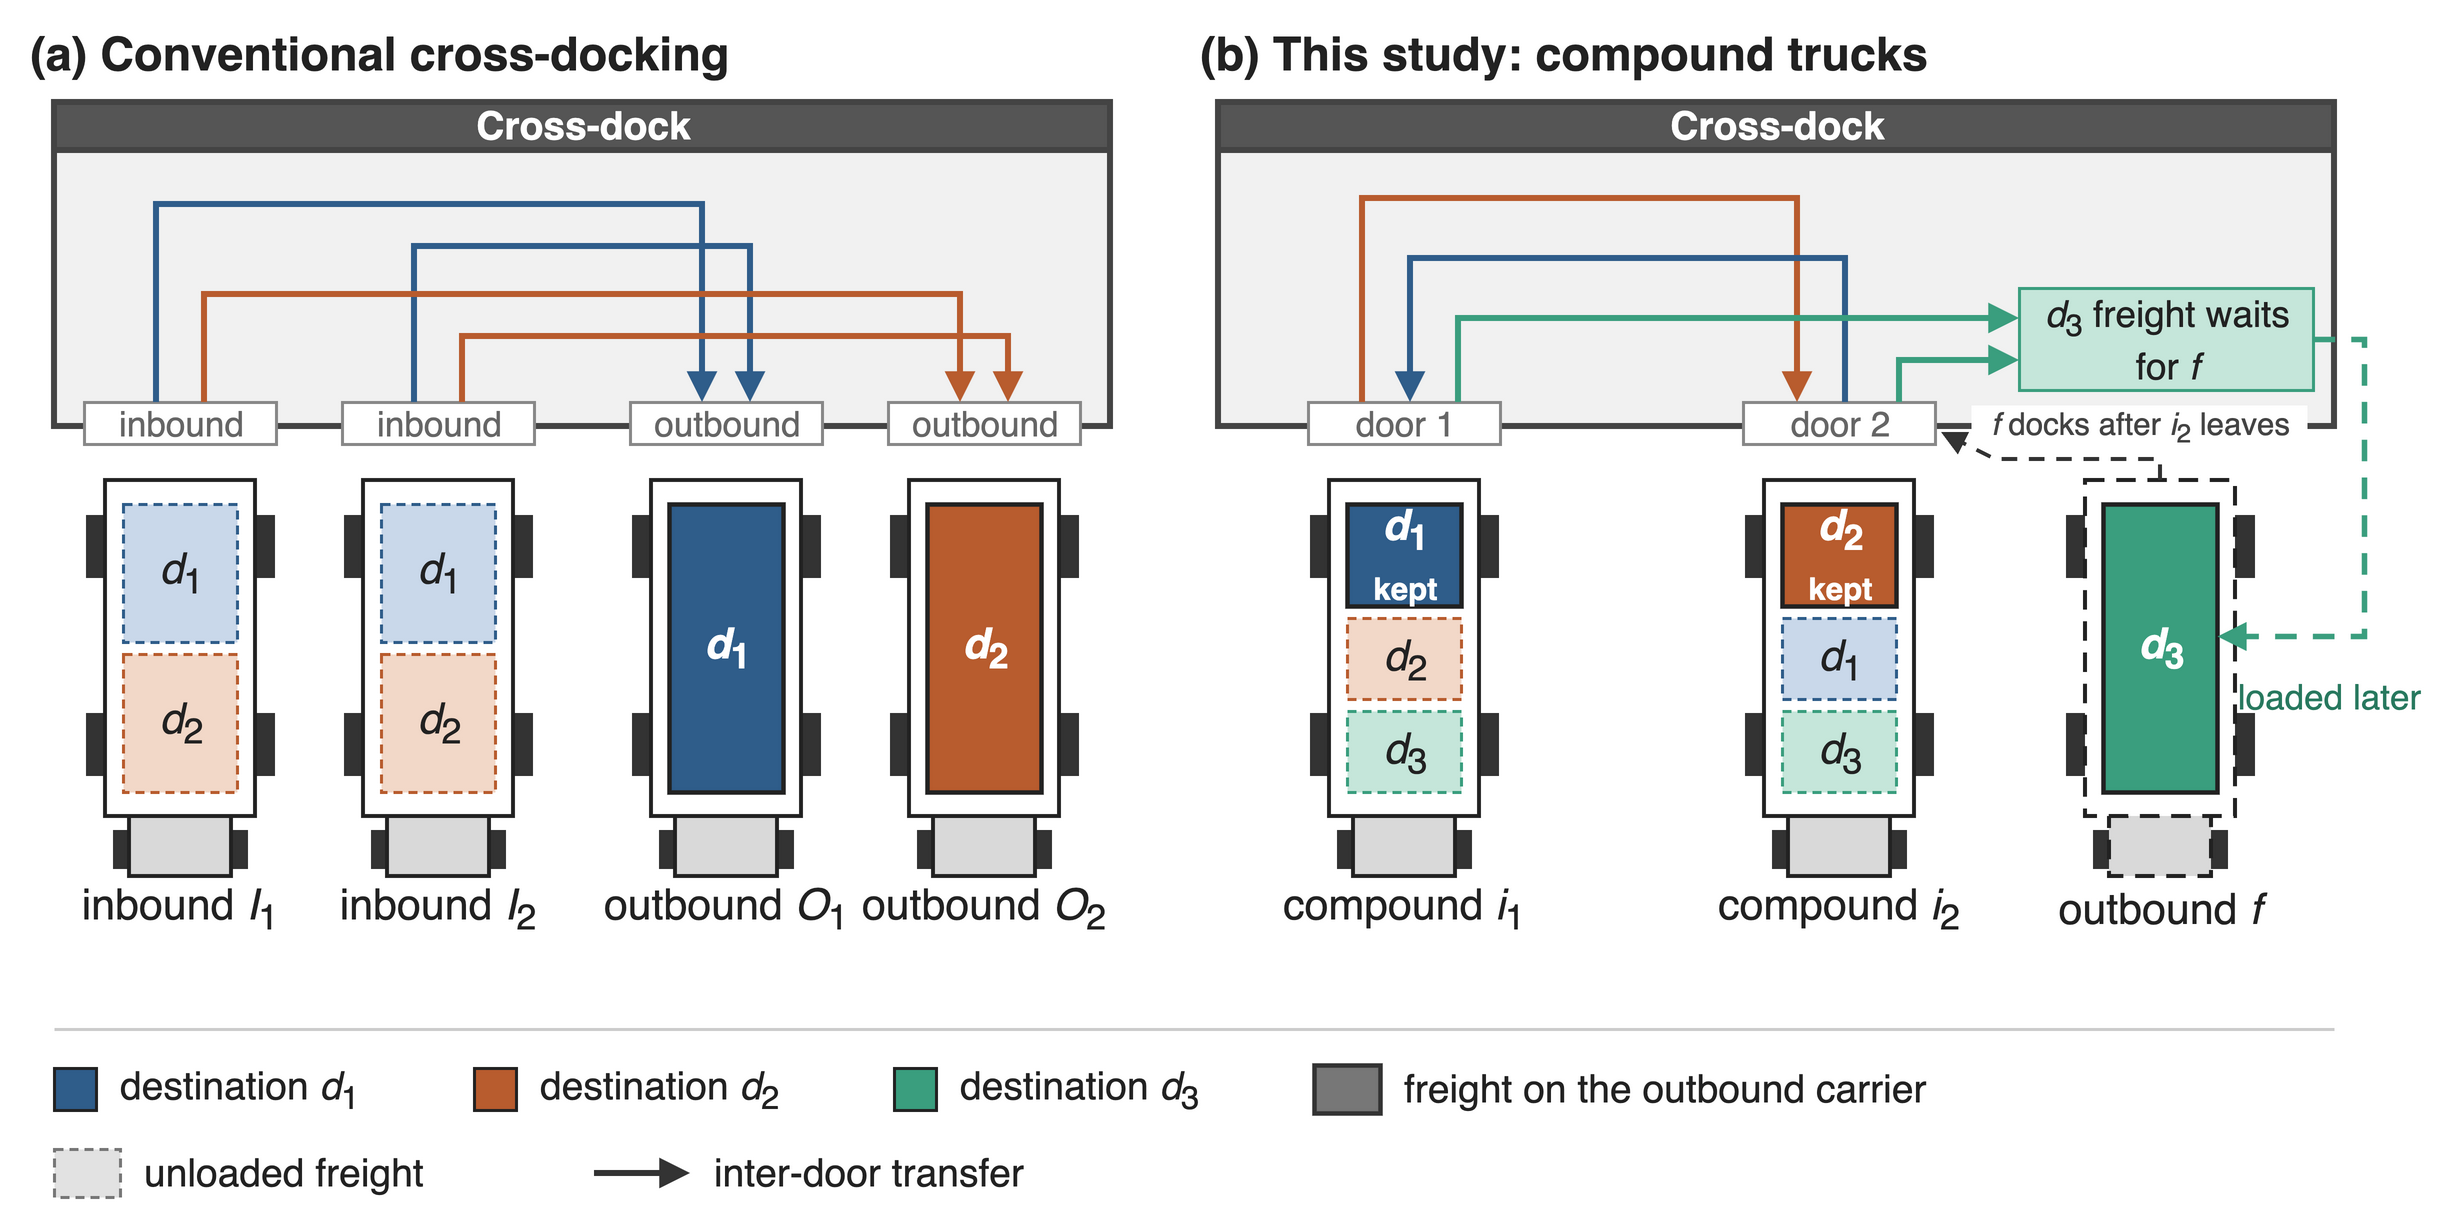 (a) Conventional cross-docking
Cross-dock
inbound
inbound
outbound
outbound
d1
d2
d1
d2
d1
d2
inbound I1
inbound I2
outbound O1
outbound O2
(b) This study: compound trucks
Cross-dock
d3 freight waits
for f
door 1
door 2
f docks after i2 leaves
d1
kept
d2
d3
d2
kept
d1
d3
d3
loaded later
compound i1
compound i2
outbound f
destination d1
destination d2
destination d3
freight on the outbound carrier
unloaded freight
inter-door transfer